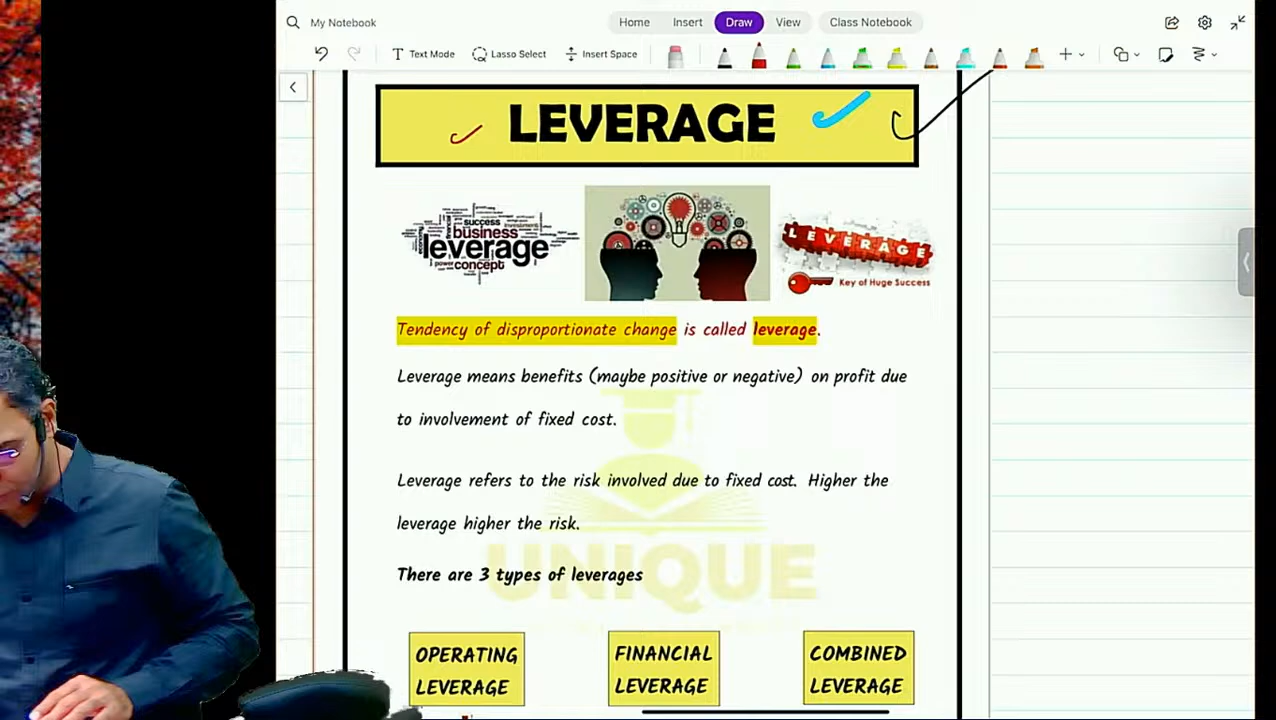 My Notebook
Home Insert Draw View Class Notebook
Text Mode Lasso Select Insert Space
LEVERAGE
success
business
leverage
concept
power
LEVERAGE
Key of Huge Success
Tendency of disproportionate change is called leverage.
Leverage means benefits (maybe positive or negative) on profit due
to involvement of fixed cost.
Leverage refers to the risk involved due to fixed cost. Higher the
leverage higher the risk.
UNIQUE
There are 3 types of leverages
OPERATING
LEVERAGE
FINANCIAL
LEVERAGE
COMBINED
LEVERAGE